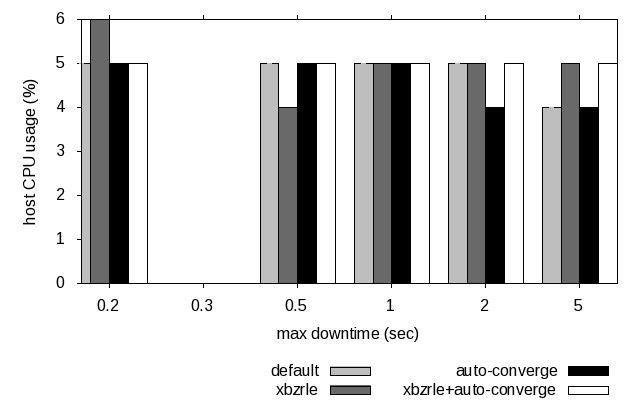 host CPU usage (%)
6
5
4
3
2
1
0
0.2 0.3 0.5 1 2 5
max downtime (sec)
default auto-converge
xbzrle xbzrle+auto-converge